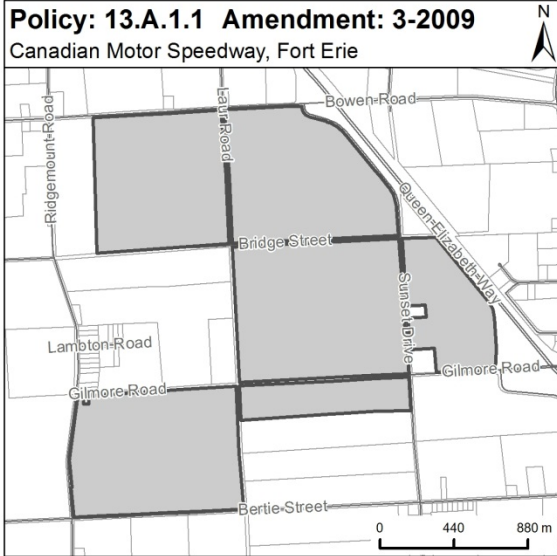 Policy: 13.A.1.1 Amendment: 3-2009
Canadian Motor Speedway, Fort Erie
N
Bowen Road
Ridgemount Road
Laur Road
Queen-Elizabeth-Way
Bridge Street
Sunset Drive
Lambton Road
Gilmore Road
Gilmore Road
Bertie Street
0 440 880 m